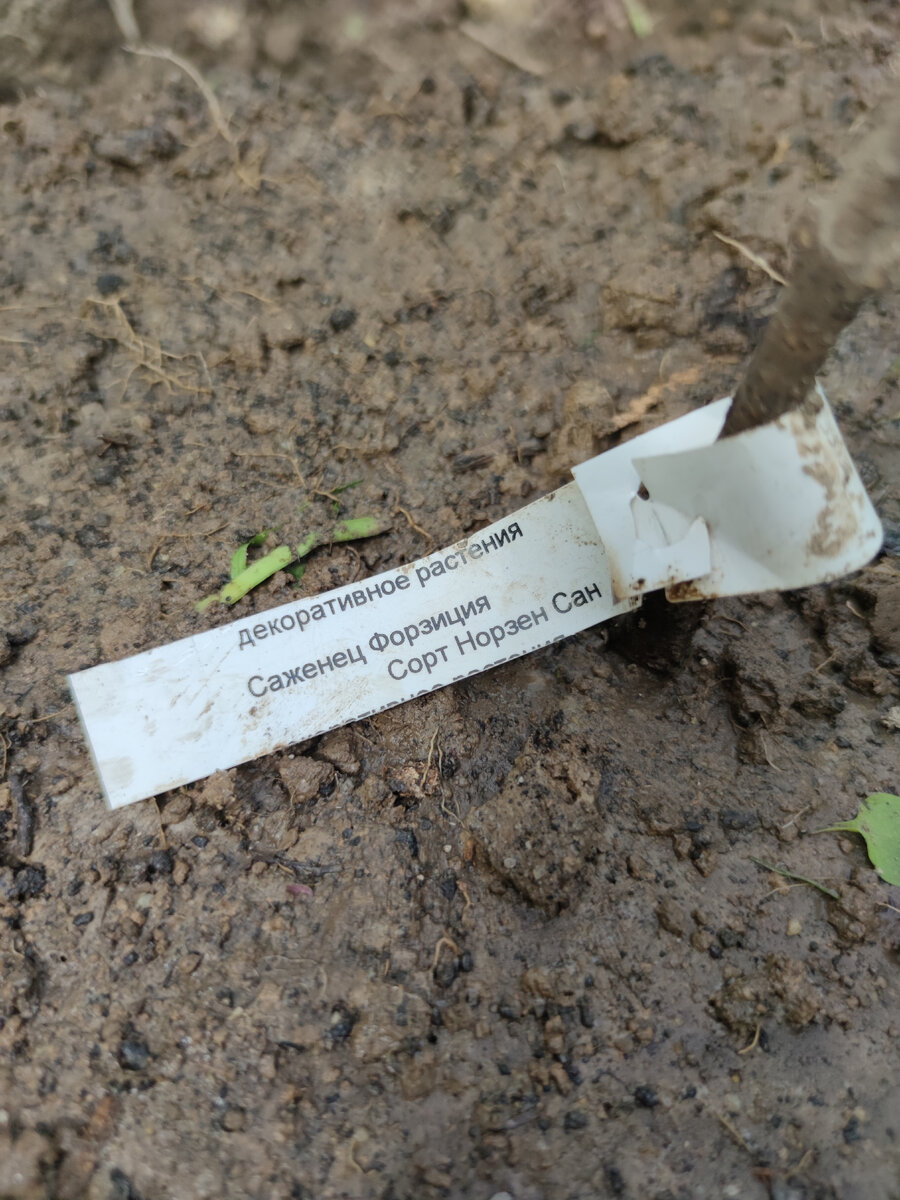 декоративное растения
Саженец Форзиция
Сорт Норзен Сан